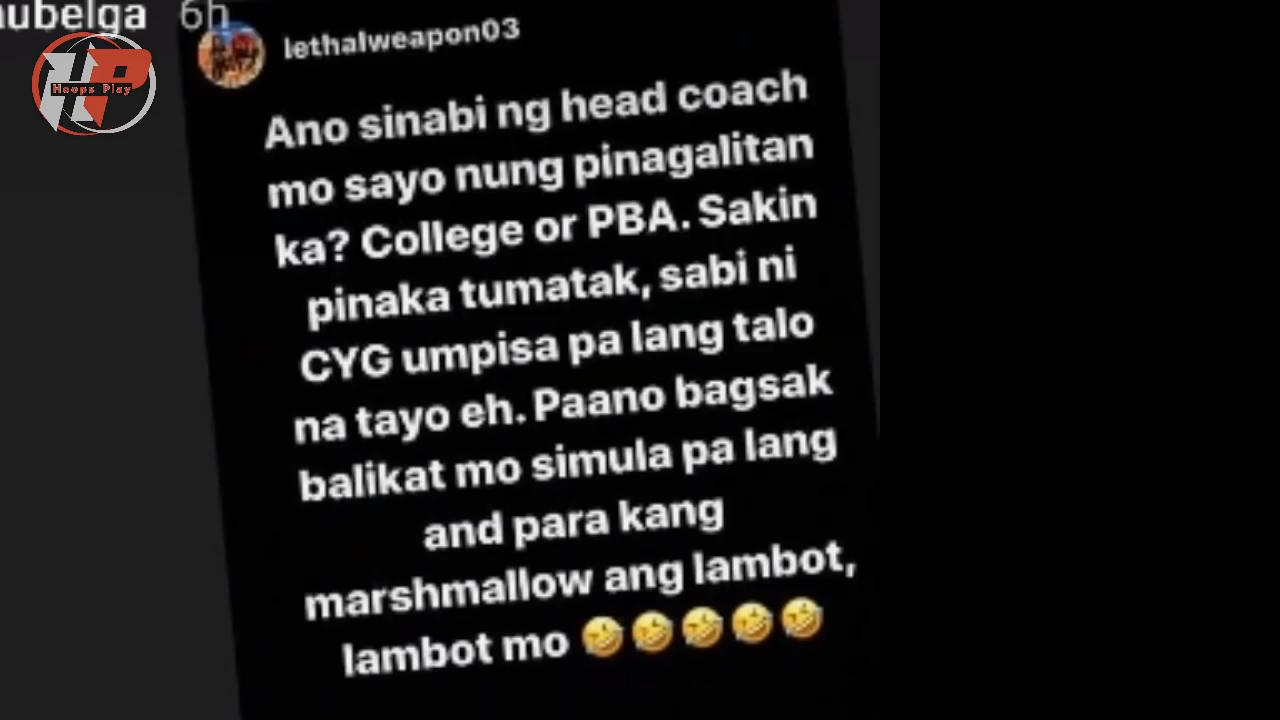 ubelga 6h
Hoops Play
lethalweapon03
Ano sinabi ng head coach
mo sayo nung pinagalitan
ka? College or PBA. Sakin
pinaka tumatak, sabi ni
CYG umpisa pa lang talo
na tayo eh. Paano bagsak
balikat mo simula pa lang
and para kang
marshmallow ang lambot,
lambot mo 🤣🤣🤣🤣🤣